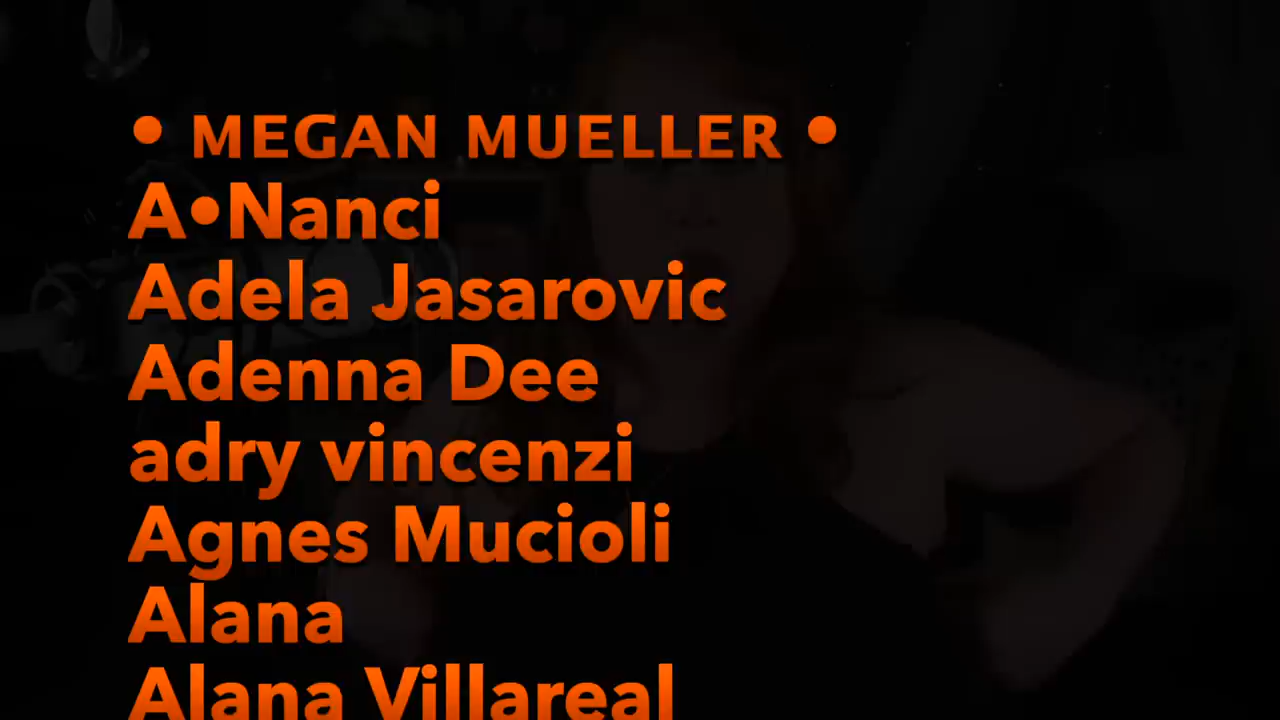 • MEGAN MUELLER •
A•Nanci
Adela Jasarovic
Adenna Dee
adry vincenzi
Agnes Mucioli
Alana
Alana Villareal